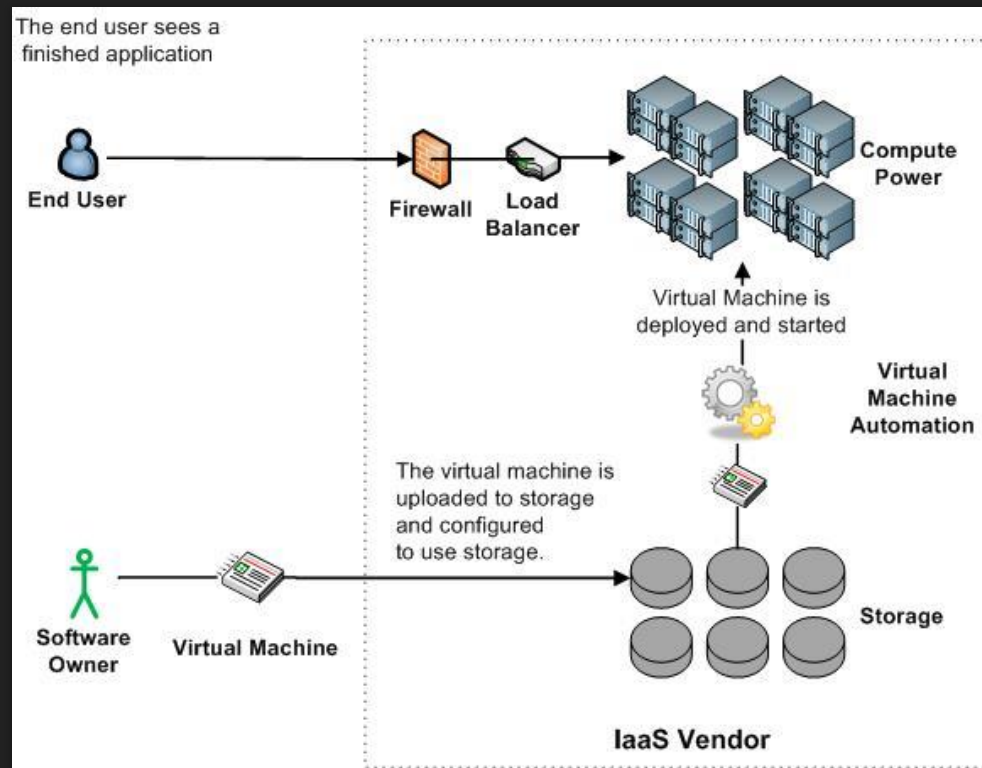 The end user sees a
finished application
End User
Firewall
Load
Balancer
Compute
Power
Virtual Machine is
deployed and started
Virtual
Machine
Automation
The virtual machine is
uploaded to storage
and configured
to use storage.
Software
Owner
Virtual Machine
Storage
IaaS Vendor